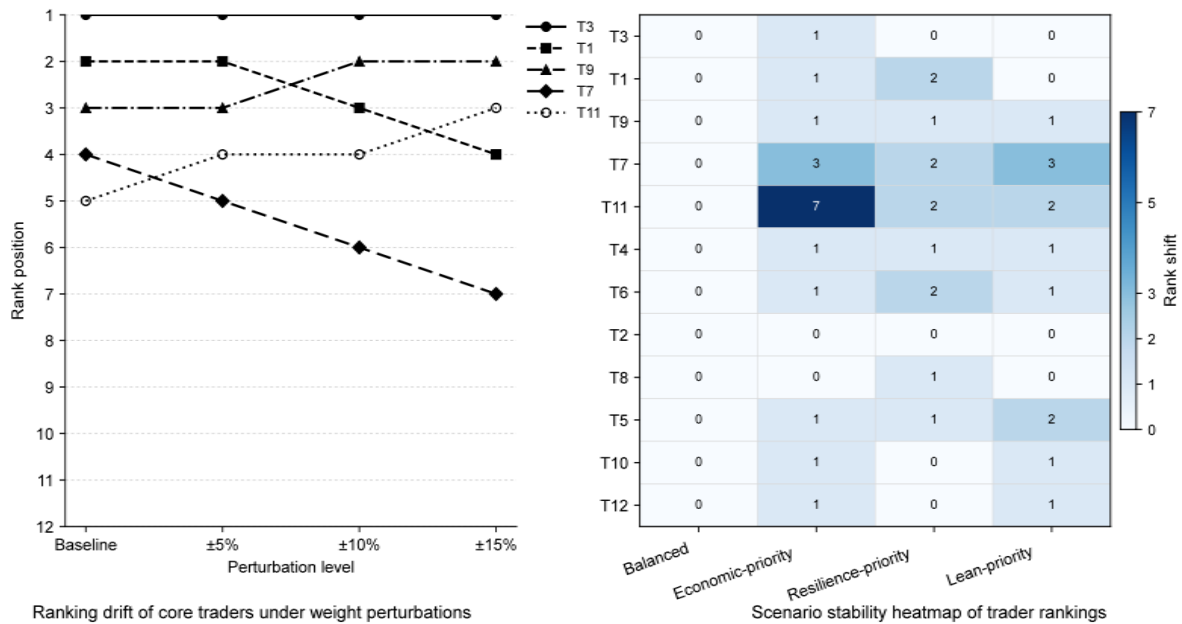 1
2
3
4
5
6
7
8
9
10
11
12
Rank position
Baseline ±5% ±10% ±15%
Perturbation level
T3
T1
T9
T7
T11
Ranking drift of core traders under weight perturbations
T3 0 1 0 0
T1 0 1 2 0
T9 0 1 1 1
T7 0 3 2 3
T11 0 7 2 2
T4 0 1 1 1
T6 0 1 2 1
T2 0 0 0 0
T8 0 0 1 0
T5 0 1 1 2
T10 0 1 0 1
T12 0 1 0 1
Balanced Economic-priority Resilience-priority Lean-priority
7
5
3
1
0
Rank shift
Scenario stability heatmap of trader rankings